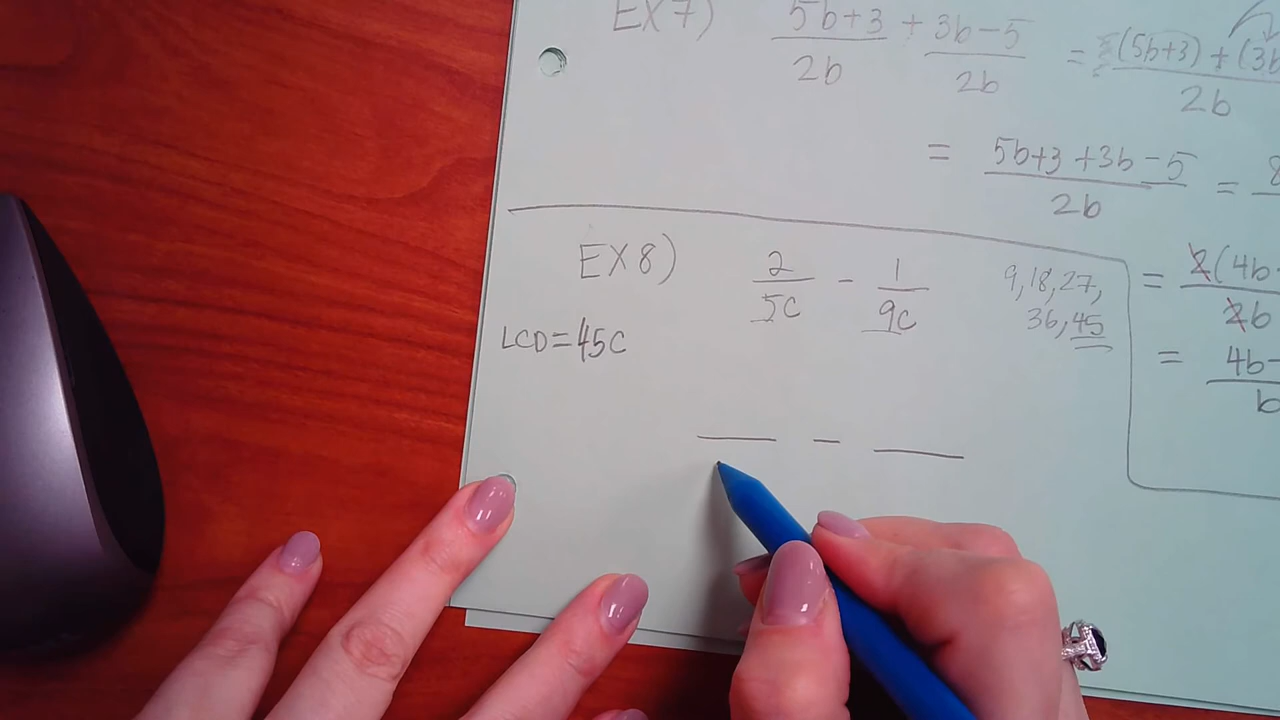 EX7) 5b+3/2b + 3b-5/2b = (5b+3) + (3b/2b
= 5b+3+3b-5/2b = 8
EX8) 2/5c - 1/9c
9, 18, 27,
36, 45
LCD = 45c
= 2(4b-/2b
= 4b-/b